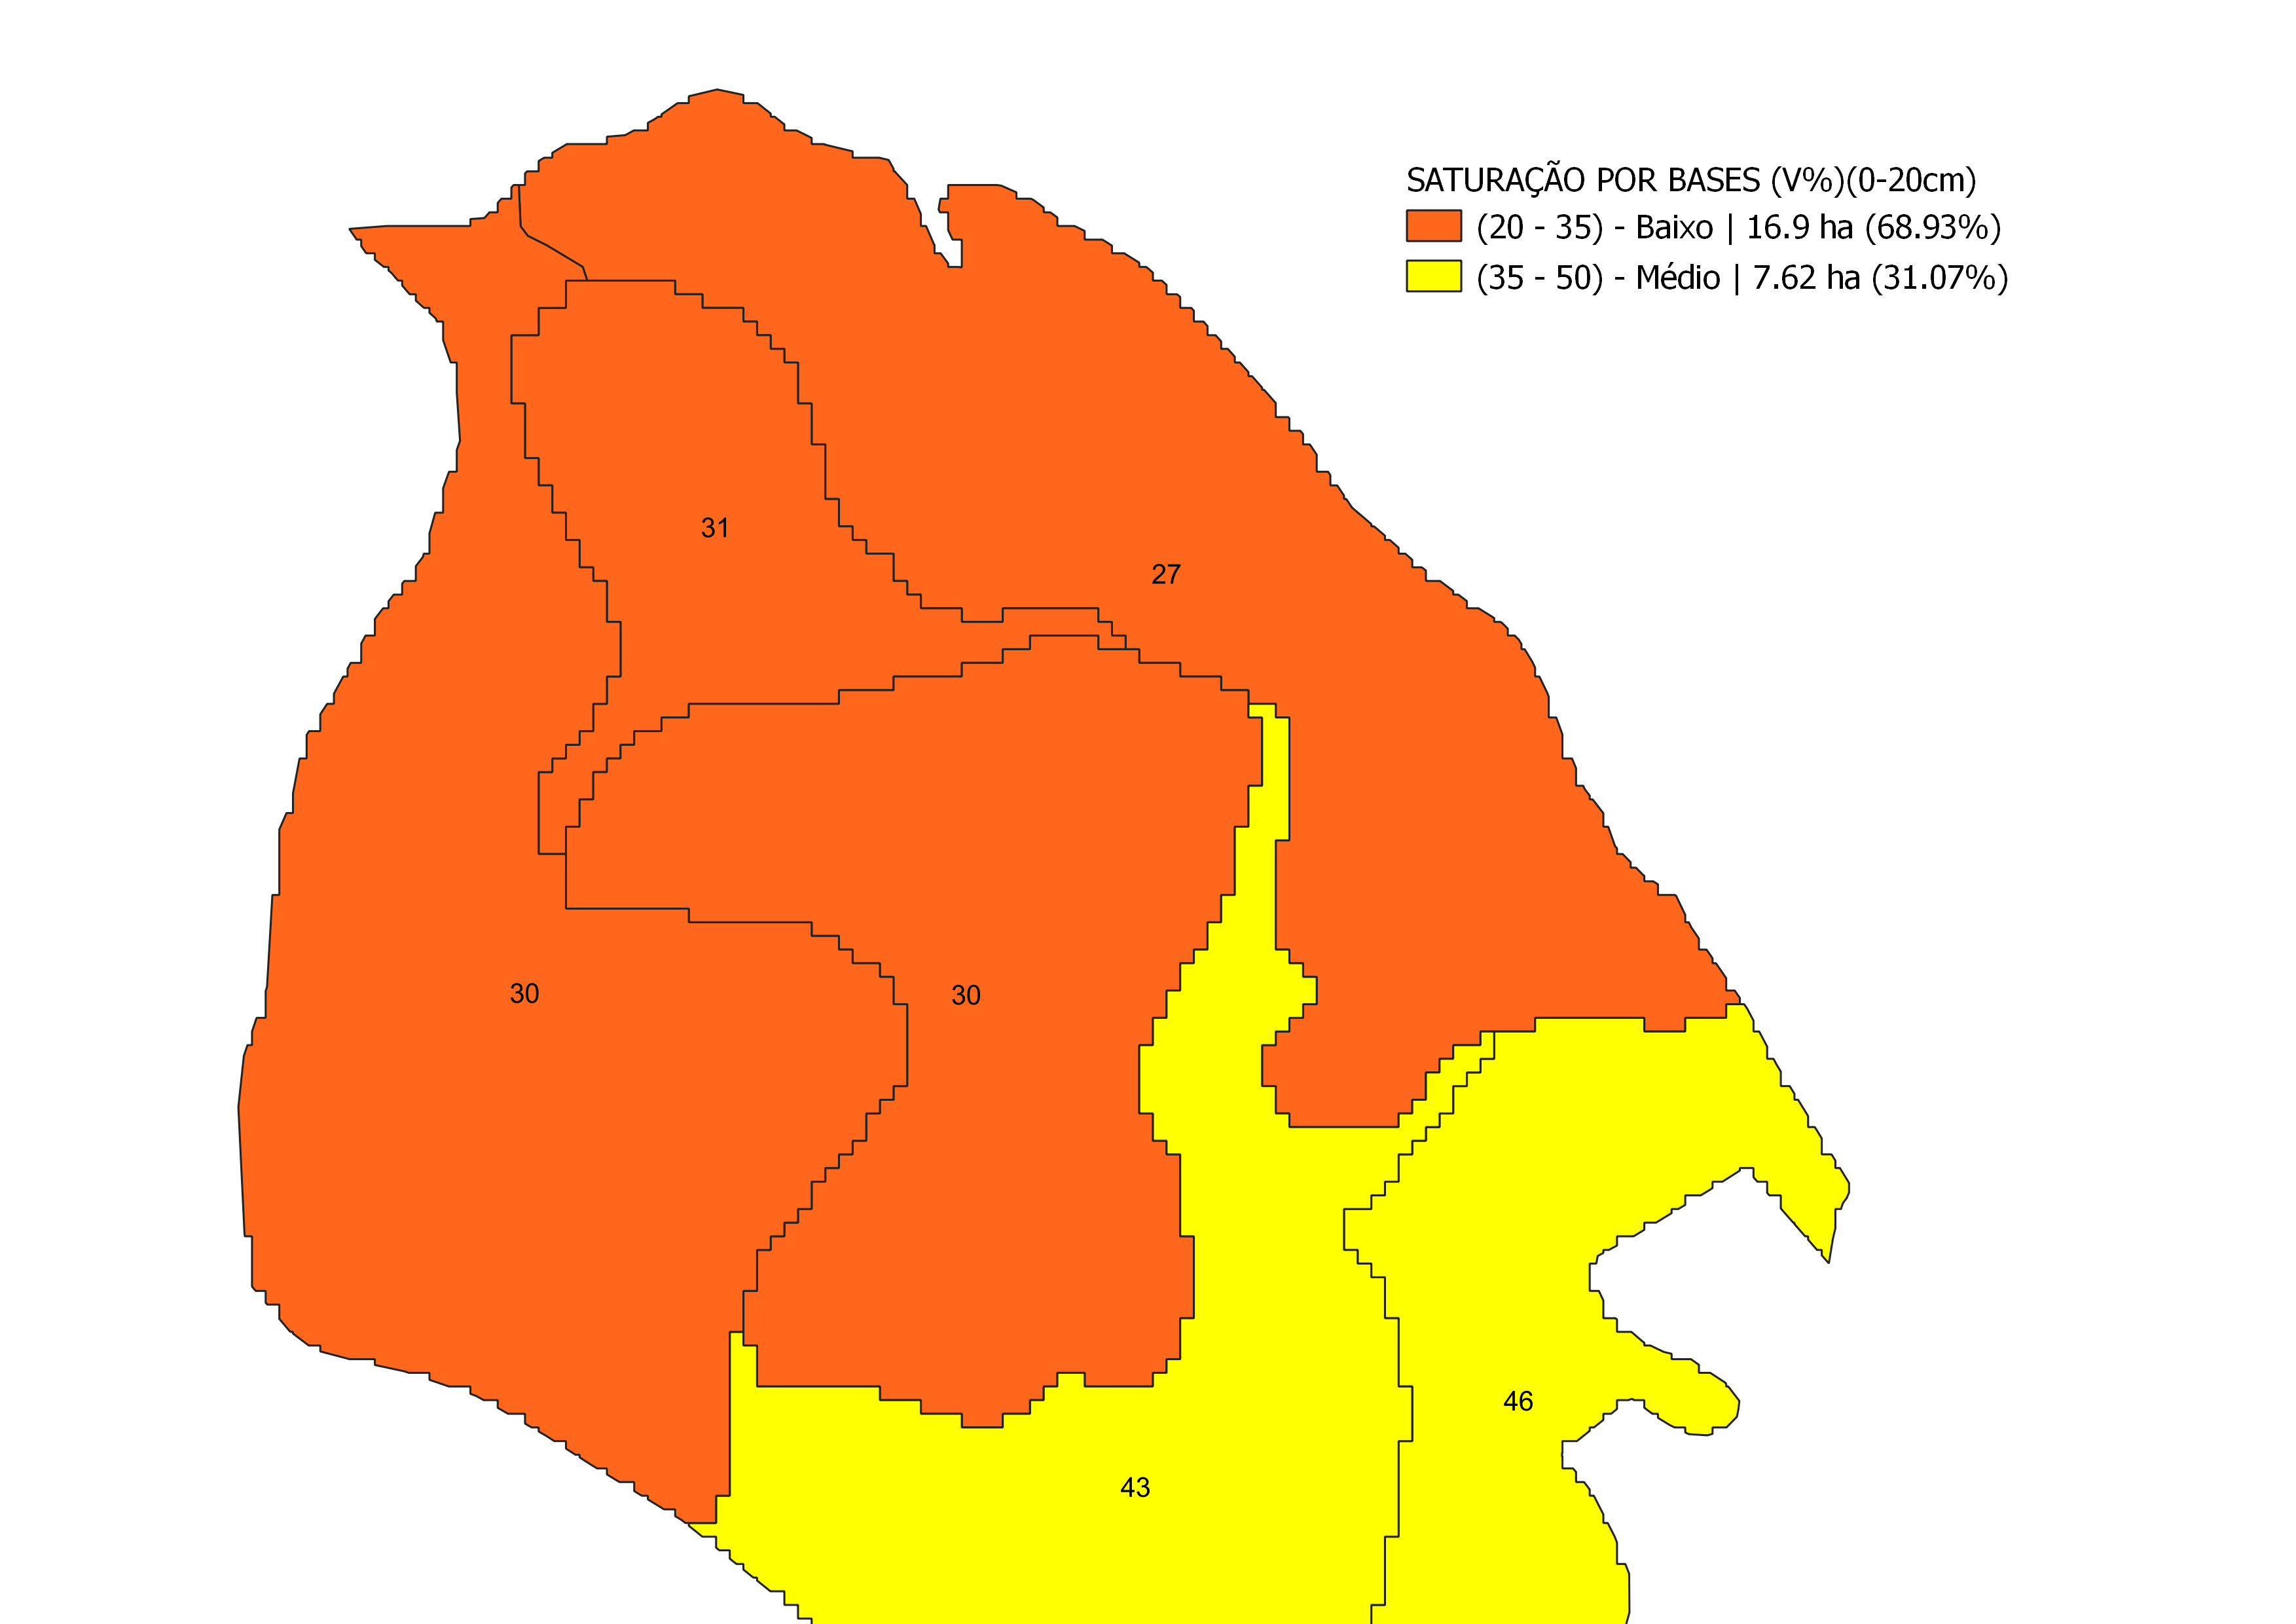 SATURAÇÃO POR BASES (V%)(0-20cm)
(20 - 35) - Baixo | 16.9 ha (68.93%)
(35 - 50) - Médio | 7.62 ha (31.07%)
31
27
30
30
46
43